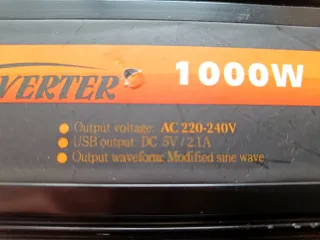 VERTER 1000W
Output voltage: AC 220-240V
USB output: DC 5V / 2.1A
Output waveform: Modified sine wave